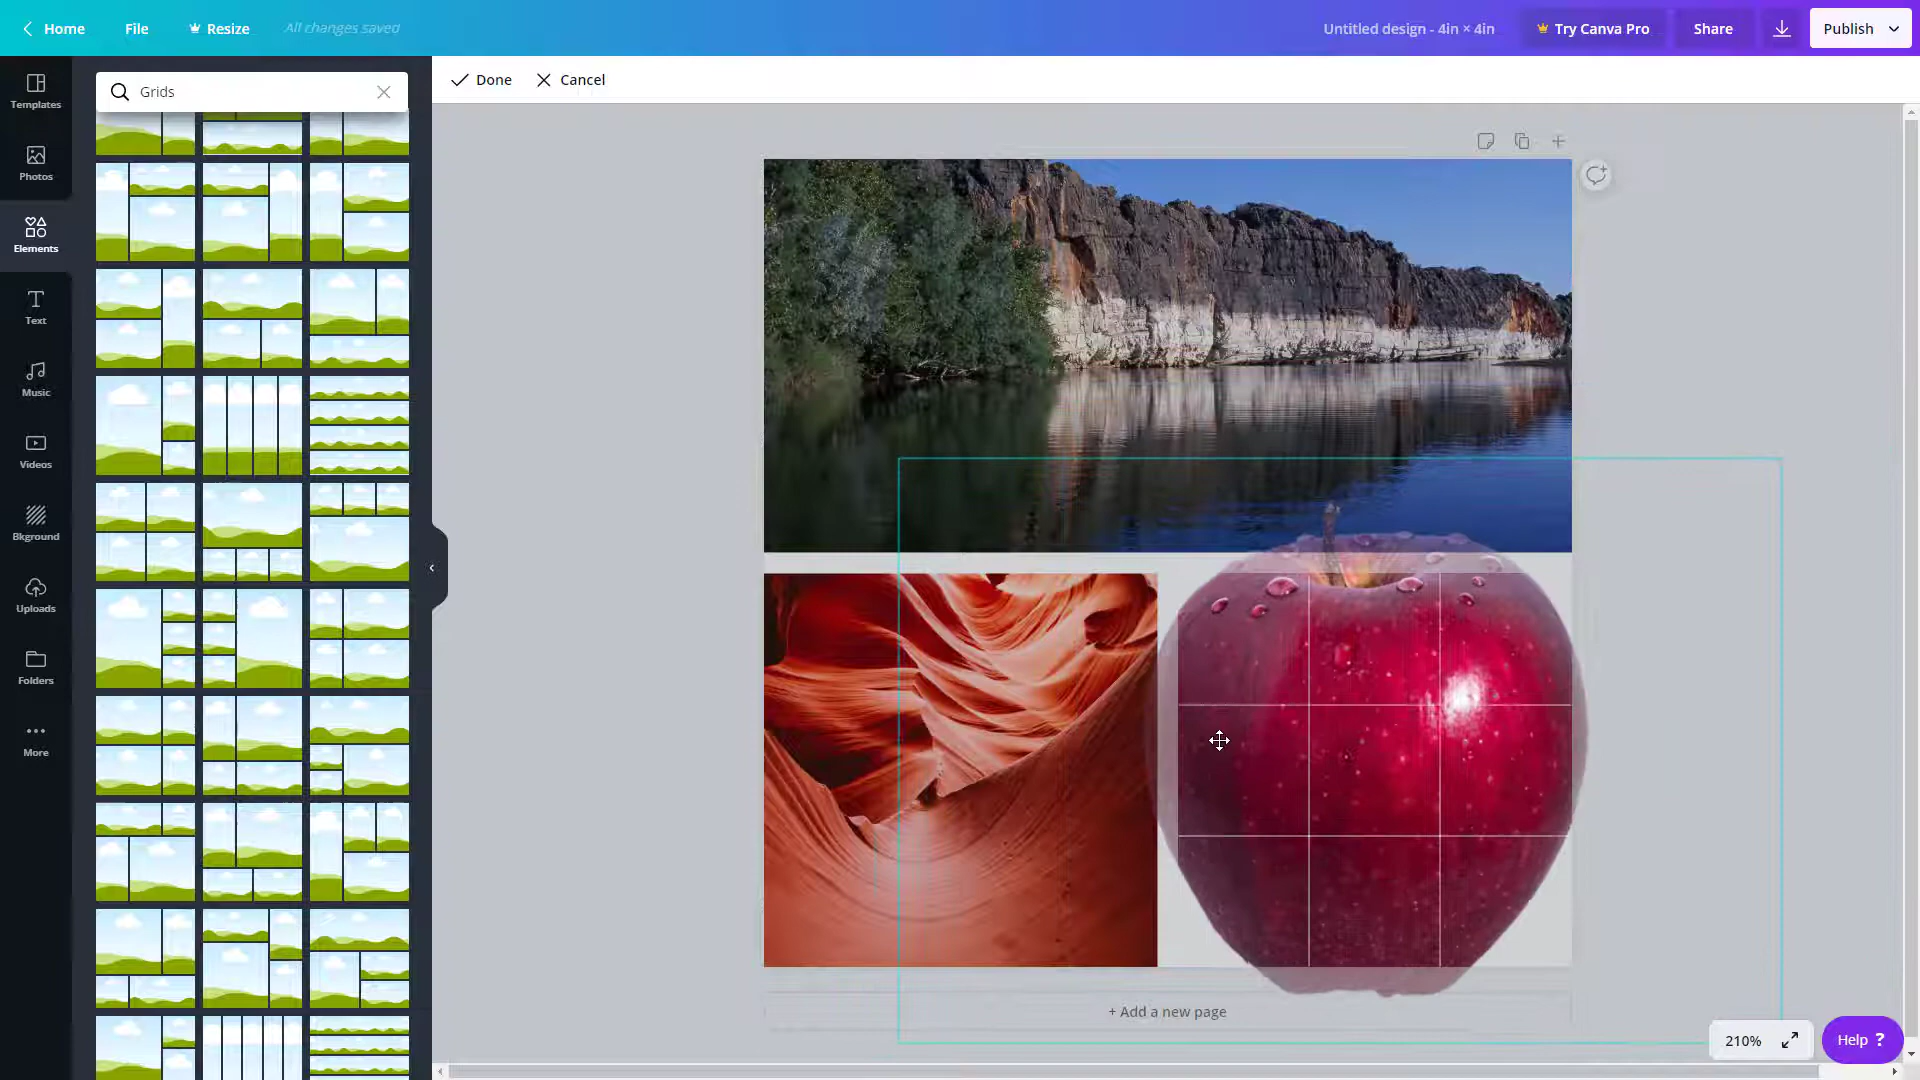 Home
File
Resize
All changes saved
Untitled design - 4in × 4in
Try Canva Pro
Share
Publish
Templates
Photos
Elements
Text
Music
Videos
Bkground
Uploads
Folders
More
Grids
Done
Cancel
+ Add a new page
210%
Help ?